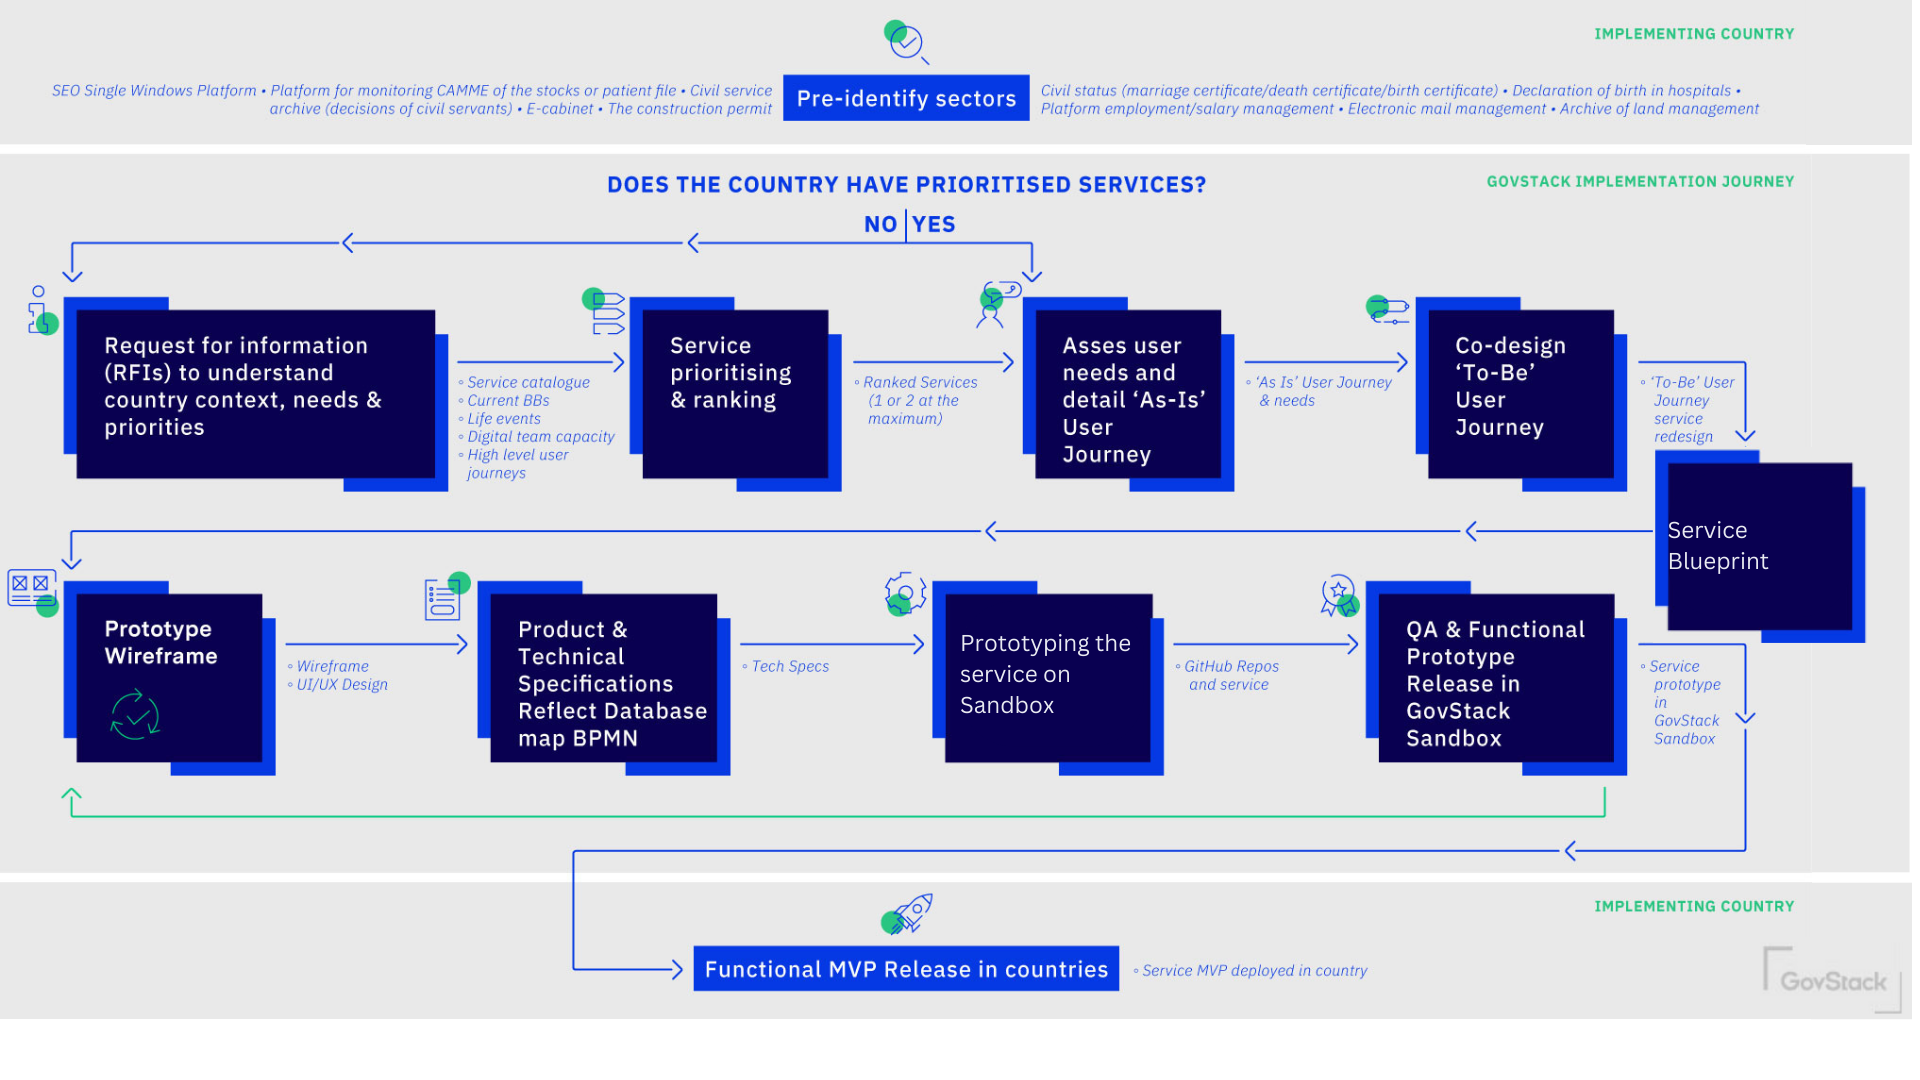 IMPLEMENTING COUNTRY
SEO Single Windows Platform • Platform for monitoring CAMME of the stocks or patient file • Civil service
archive (decisions of civil servants) • E-cabinet • The construction permit
Pre-identify sectors
Civil status (marriage certificate/death certificate/birth certificate) • Declaration of birth in hospitals •
Platform employment/salary management • Electronic mail management • Archive of land management
DOES THE COUNTRY HAVE PRIORITISED SERVICES?
GOVSTACK IMPLEMENTATION JOURNEY
NO
YES
Request for information
(RFIs) to understand
country context, needs &
priorities
◦ Service catalogue
◦ Current BBs
◦ Life events
◦ Digital team capacity
◦ High level user
journeys
Service
prioritising
& ranking
◦ Ranked Services
(1 or 2 at the
maximum)
Asses user
needs and
detail ‘As-Is’
User
Journey
◦ ‘As Is’ User Journey
& needs
Co-design
‘To-Be’
User
Journey
◦ ‘To-Be’ User
Journey
service
redesign
Service
Blueprint
Prototype
Wireframe
◦ Wireframe
◦ UI/UX Design
Product &
Technical
Specifications
Reflect Database
map BPMN
◦ Tech Specs
Prototyping the
service on
Sandbox
◦ GitHub Repos
and service
QA & Functional
Prototype
Release in
GovStack
Sandbox
◦ Service
prototype
in
GovStack
Sandbox
IMPLEMENTING COUNTRY
Functional MVP Release in countries
◦ Service MVP deployed in country
GovStack